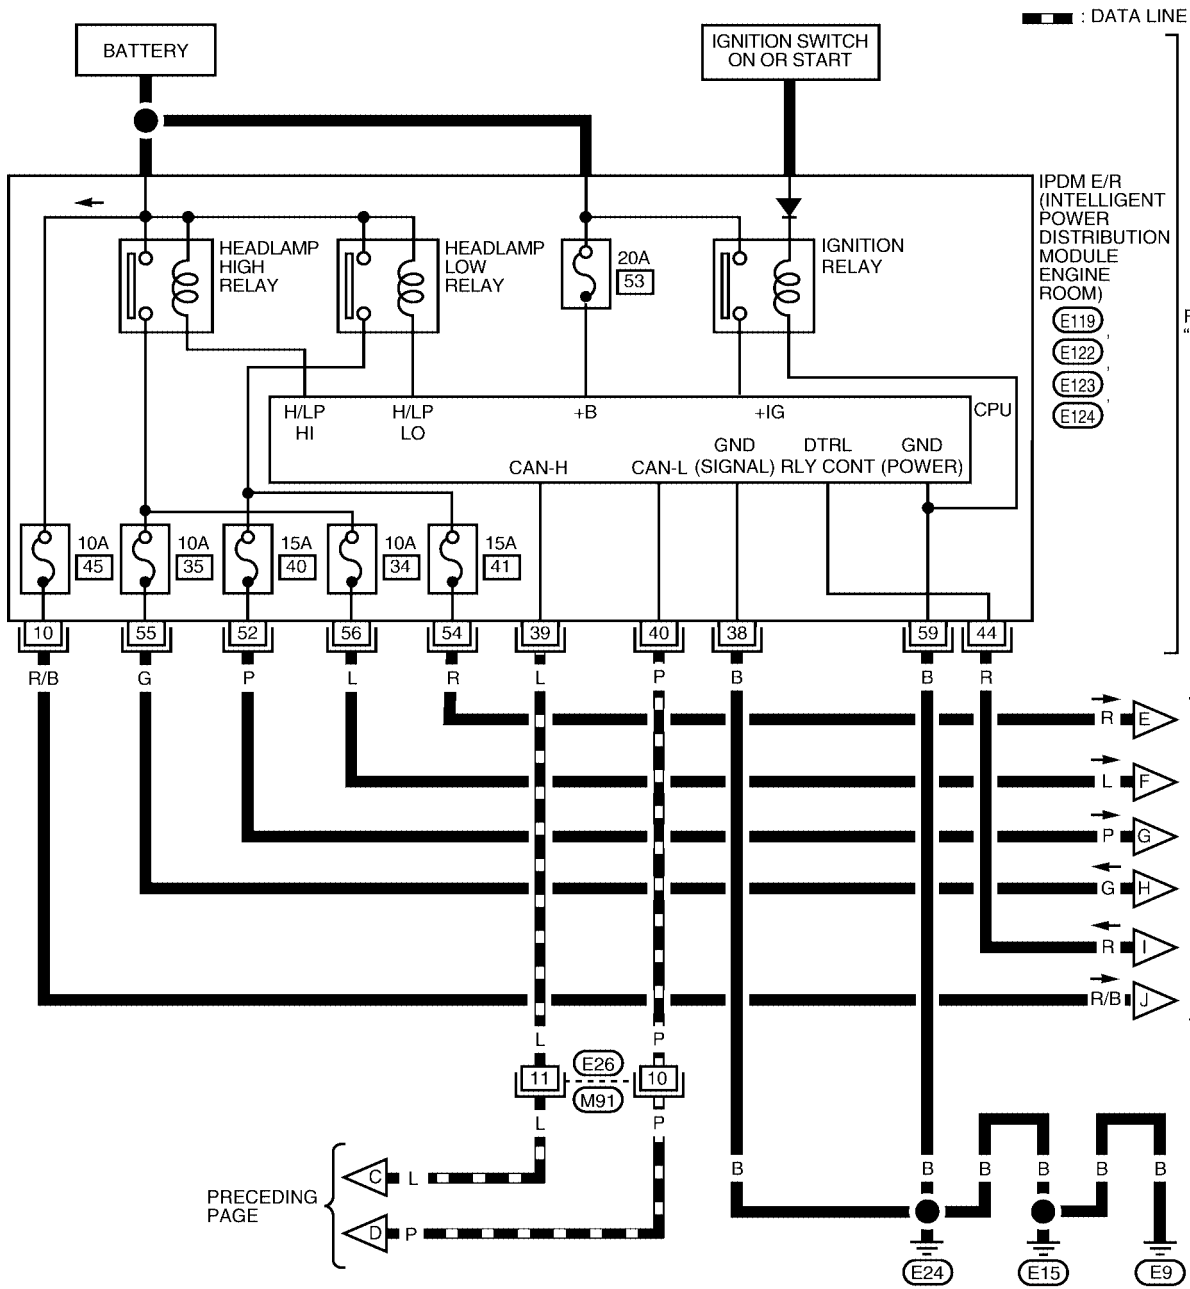 : DATA LINE
BATTERY
IGNITION SWITCH
ON OR START
IPDM E/R
(INTELLIGENT
POWER
DISTRIBUTION
MODULE
ENGINE
ROOM)
E119 ,
E122 ,
E123 ,
E124
HEADLAMP
HIGH
RELAY
HEADLAMP
LOW
RELAY
20A
53
IGNITION
RELAY
H/LP
HI
H/LP
LO
+B
+IG
CPU
CAN-H
CAN-L
GND
(SIGNAL)
DTRL
RLY CONT
GND
(POWER)
10A
45
10A
35
15A
40
10A
34
15A
41
10 55 52 56 54 39 40 38 59 44
R/B G P L R L P B B R
R E
L F
P G
G H
R I
R/B J
L P
11 E26 10
M91
L P
B B B B B B
PRECEDING
PAGE
C L
D P
E24 E15 E9